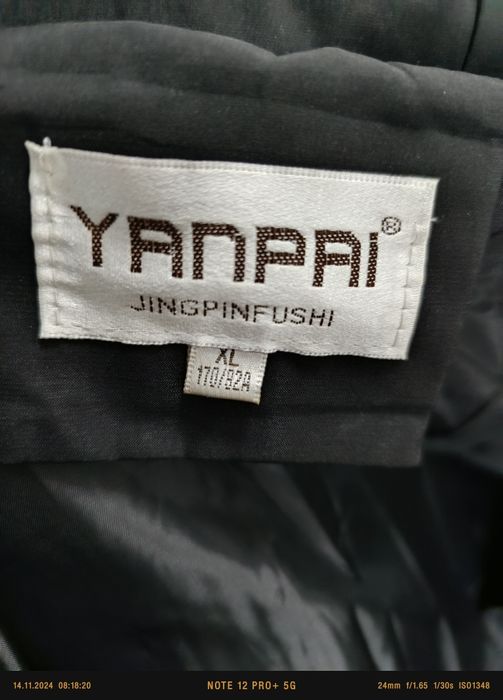 YANPAI®
JINGPINFUSHI
XL
170/92A
14.11.2024 08:18:20 NOTE 12 PRO+ 5G 24mm f/1.65 1/30s ISO1348